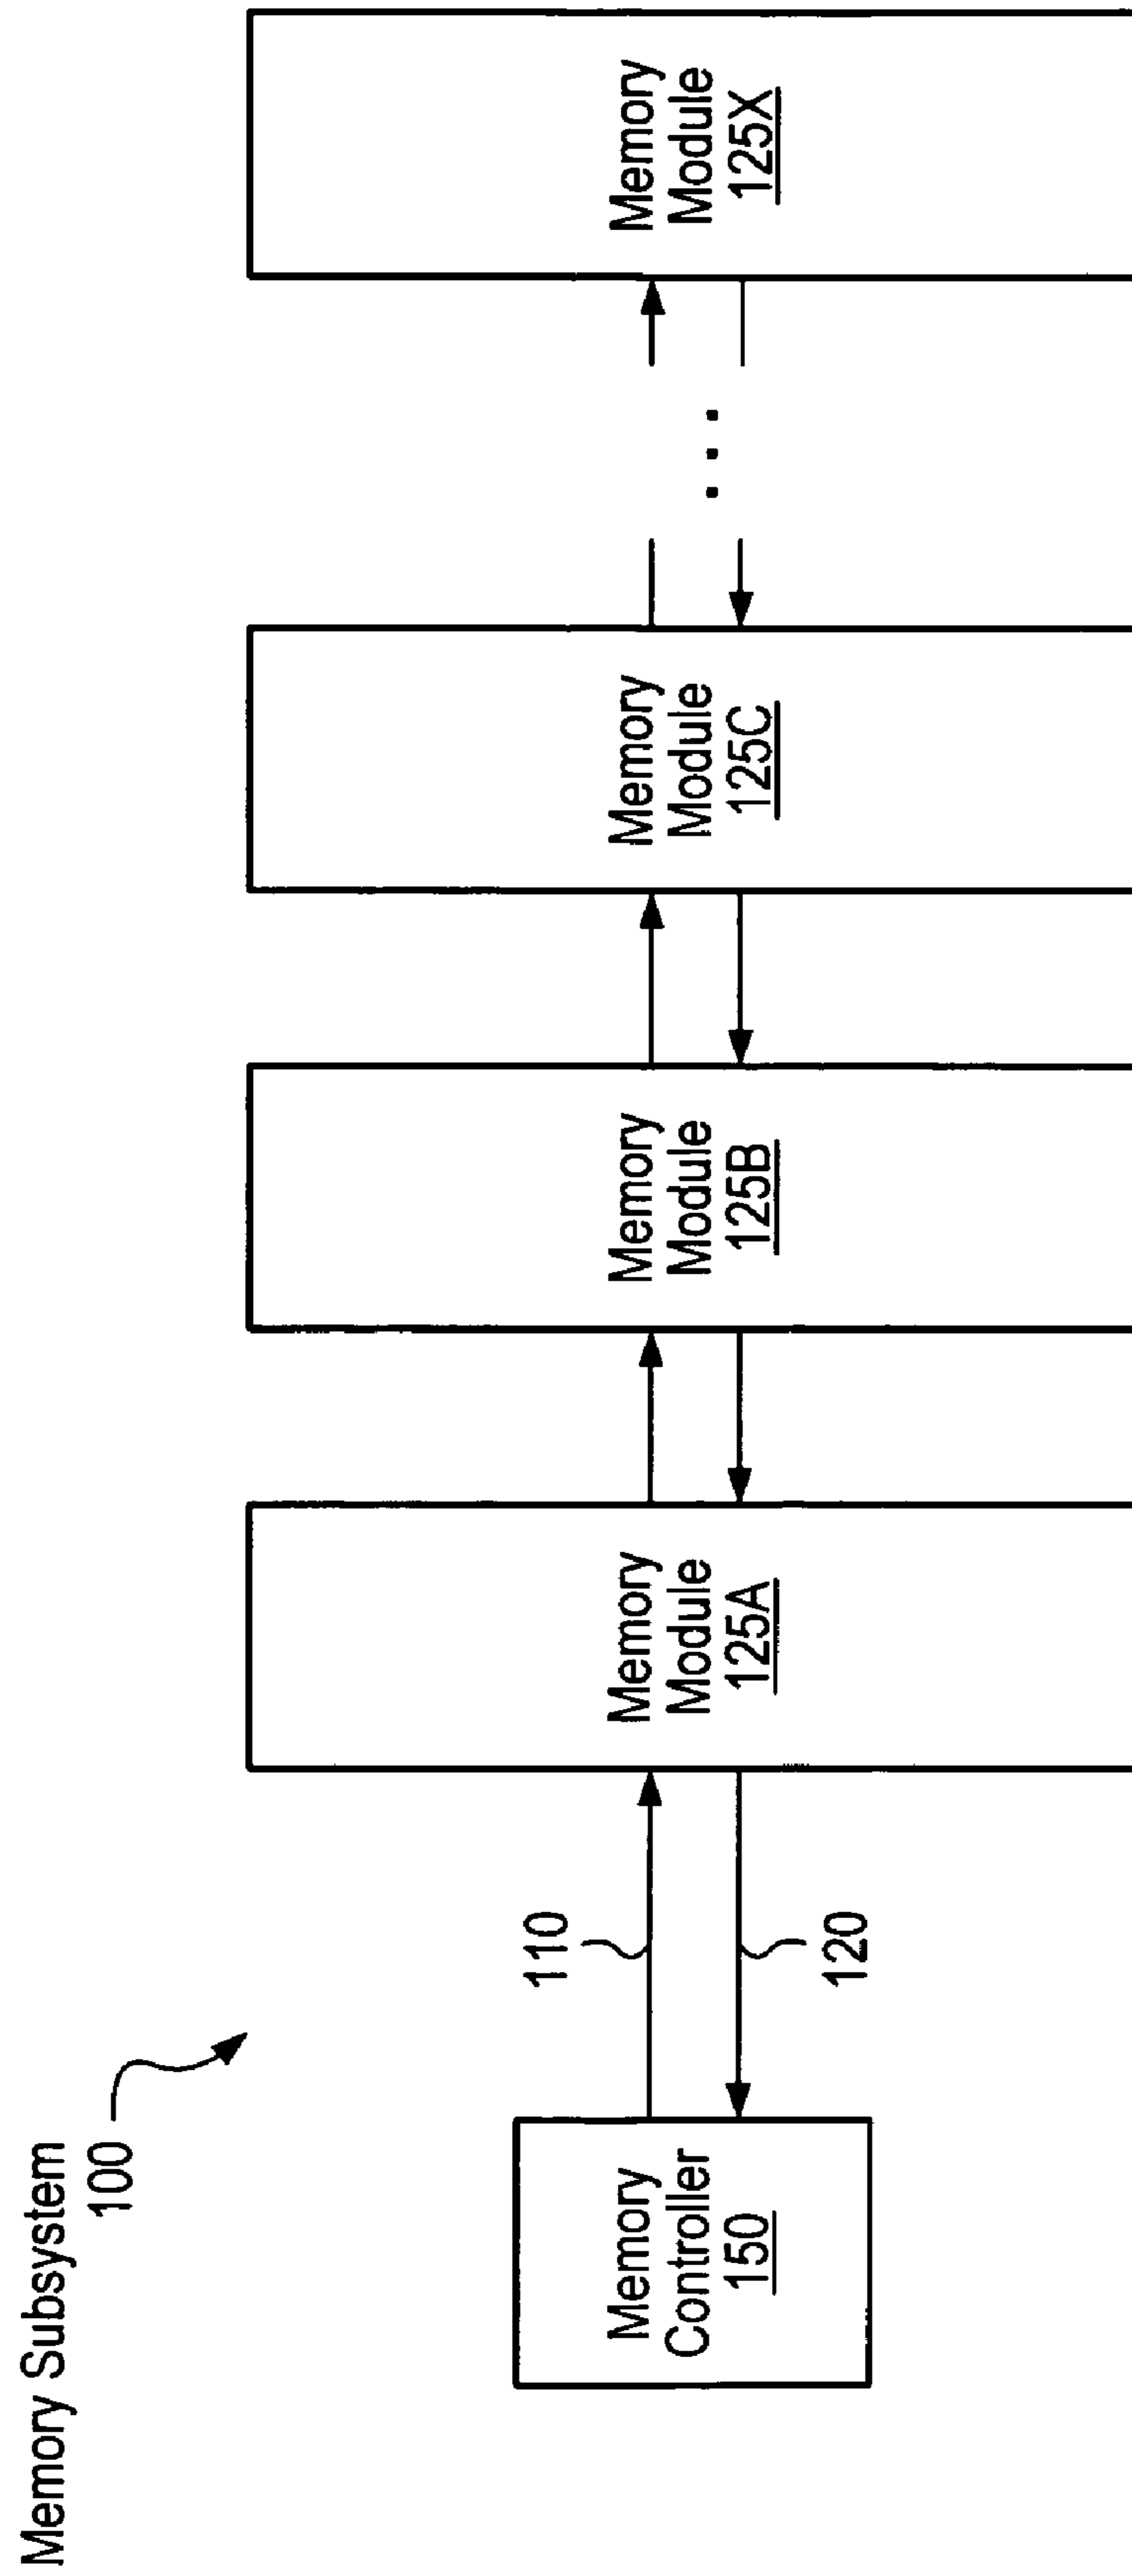 Memory Subsystem
100
Memory
Controller
150
110
120
Memory
Module
125A
Memory
Module
125B
Memory
Module
125C
. . .
Memory
Module
125X